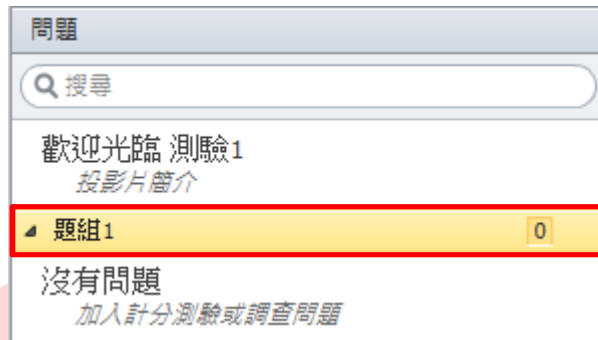 問題
搜尋
歡迎光臨 測驗1
投影片簡介
題組1 0
沒有問題
加入計分測驗或調查問題